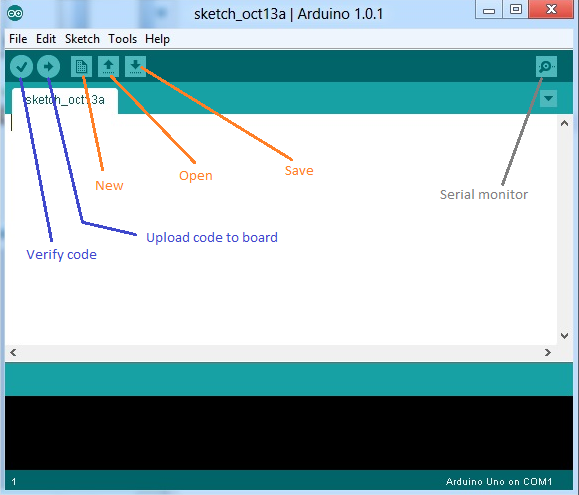 sketch_oct13a | Arduino 1.0.1
File Edit Sketch Tools Help
sketch_oct13a
New
Open
Save
Serial monitor
Upload code to board
Verify code
1
Arduino Uno on COM1